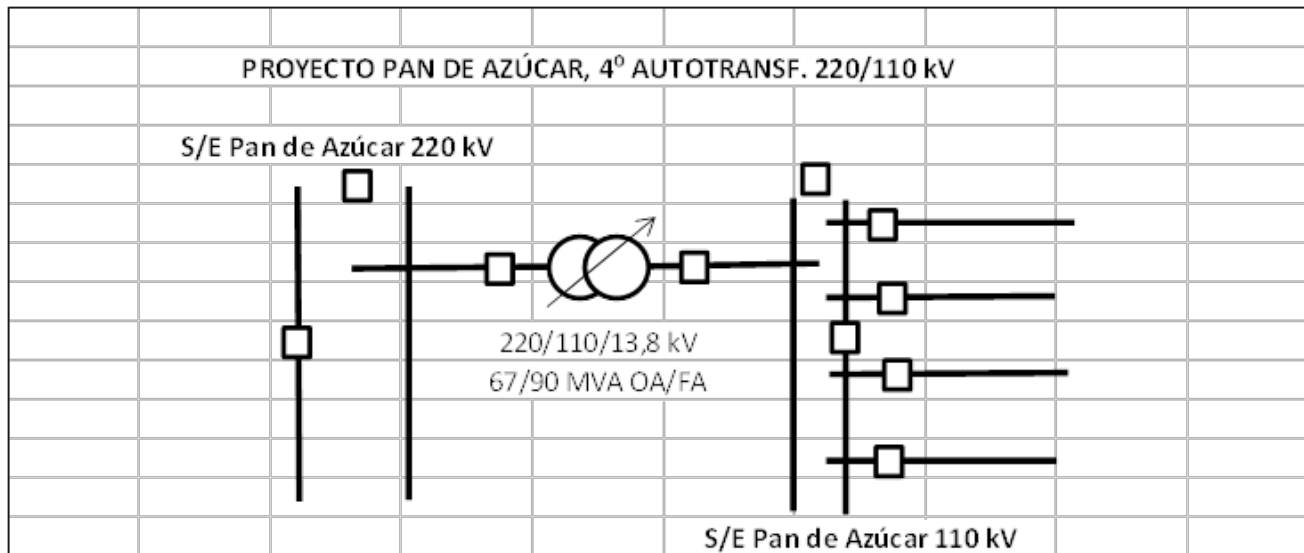 PROYECTO PAN DE AZÚCAR, 4º AUTOTRANSF. 220/110 kV
S/E Pan de Azúcar 220 kV
220/110/13,8 kV
67/90 MVA OA/FA
S/E Pan de Azúcar 110 kV